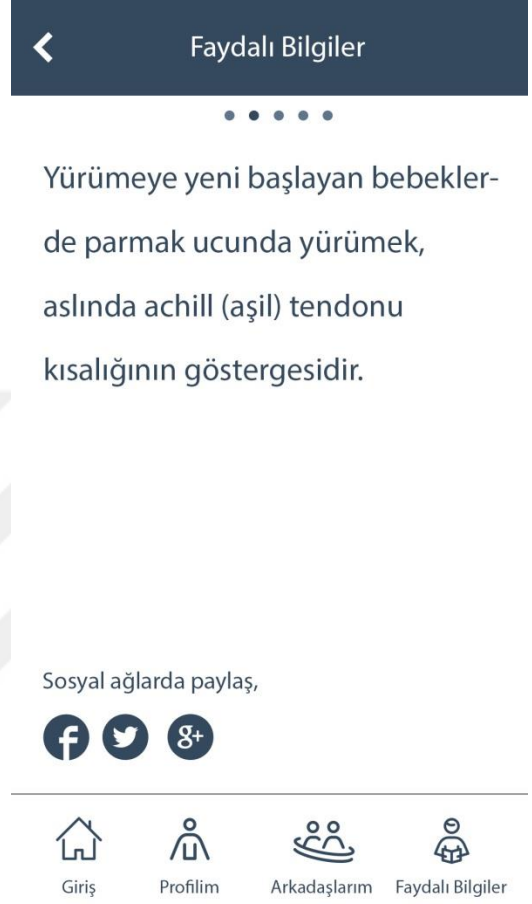 Faydalı Bilgiler
Yürümeye yeni başlayan bebekler-
de parmak ucunda yürümek,
aslında achill (aşil) tendonu
kısalığının göstergesidir.
Sosyal ağlarda paylaş,
f g+
Giriş Profilim Arkadaşlarım Faydalı Bilgiler